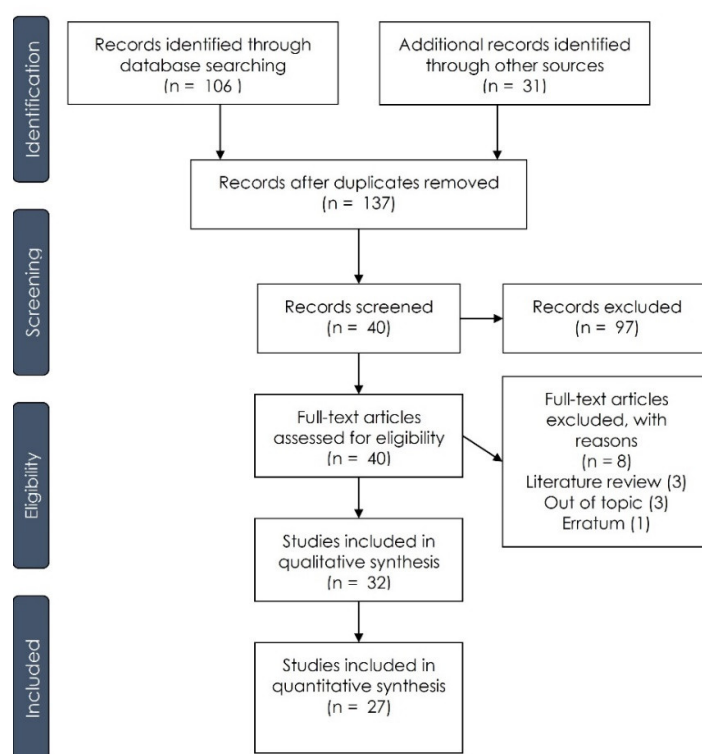 Identification
Records identified through
database searching
(n = 106 )
Additional records identified
through other sources
(n = 31)
Records after duplicates removed
(n = 137)
Screening
Records screened
(n = 40)
Records excluded
(n = 97)
Eligibility
Full-text articles
assessed for eligibility
(n = 40)
Full-text articles
excluded, with
reasons
(n = 8)
Literature review (3)
Out of topic (3)
Erratum (1)
Studies included in
qualitative synthesis
(n = 32)
Included
Studies included in
quantitative synthesis
(n = 27)